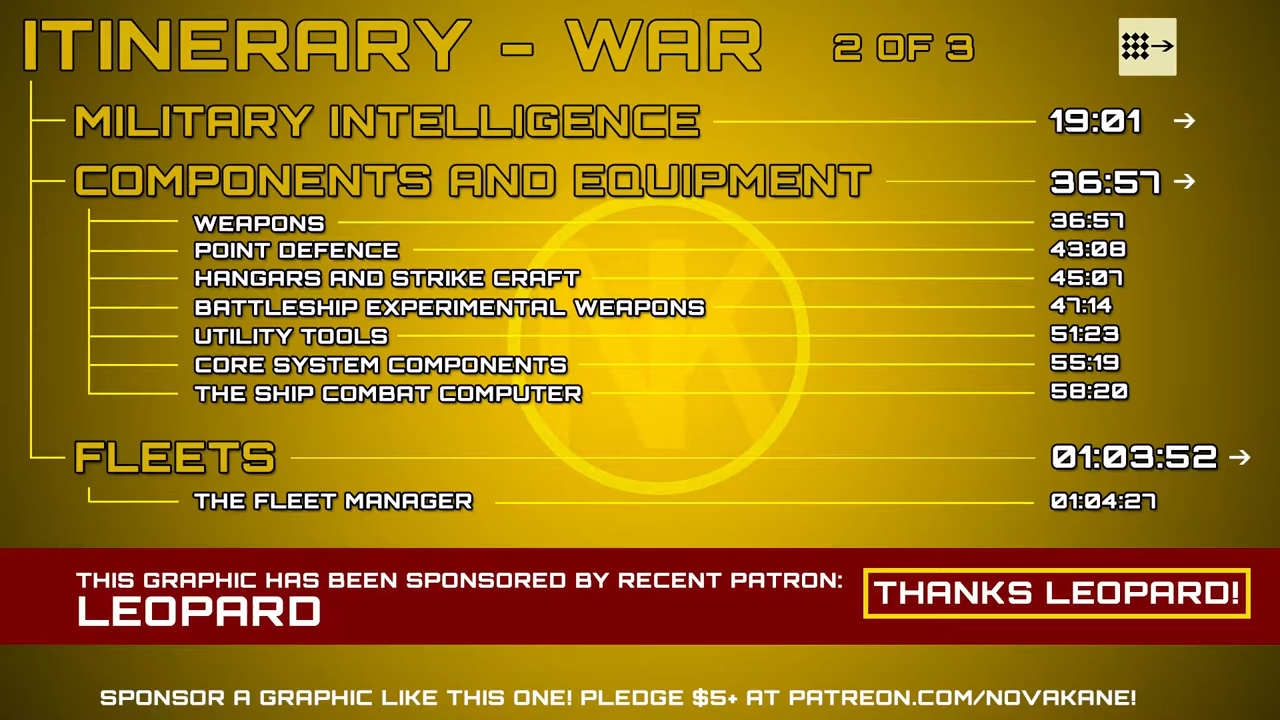 ITINERARY - WAR 2 OF 3
MILITARY INTELLIGENCE 19:01 →
COMPONENTS AND EQUIPMENT 36:57 →
WEAPONS 36:57
POINT DEFENCE 43:08
HANGARS AND STRIKE CRAFT 45:07
BATTLESHIP EXPERIMENTAL WEAPONS 47:14
UTILITY TOOLS 51:23
CORE SYSTEM COMPONENTS 55:19
THE SHIP COMBAT COMPUTER 58:20
FLEETS 01:03:52 →
THE FLEET MANAGER 01:04:27
THIS GRAPHIC HAS BEEN SPONSORED BY RECENT PATRON:
LEOPARD
THANKS LEOPARD!
SPONSOR A GRAPHIC LIKE THIS ONE! PLEDGE $5+ AT PATREON.COM/NOVAKANE!